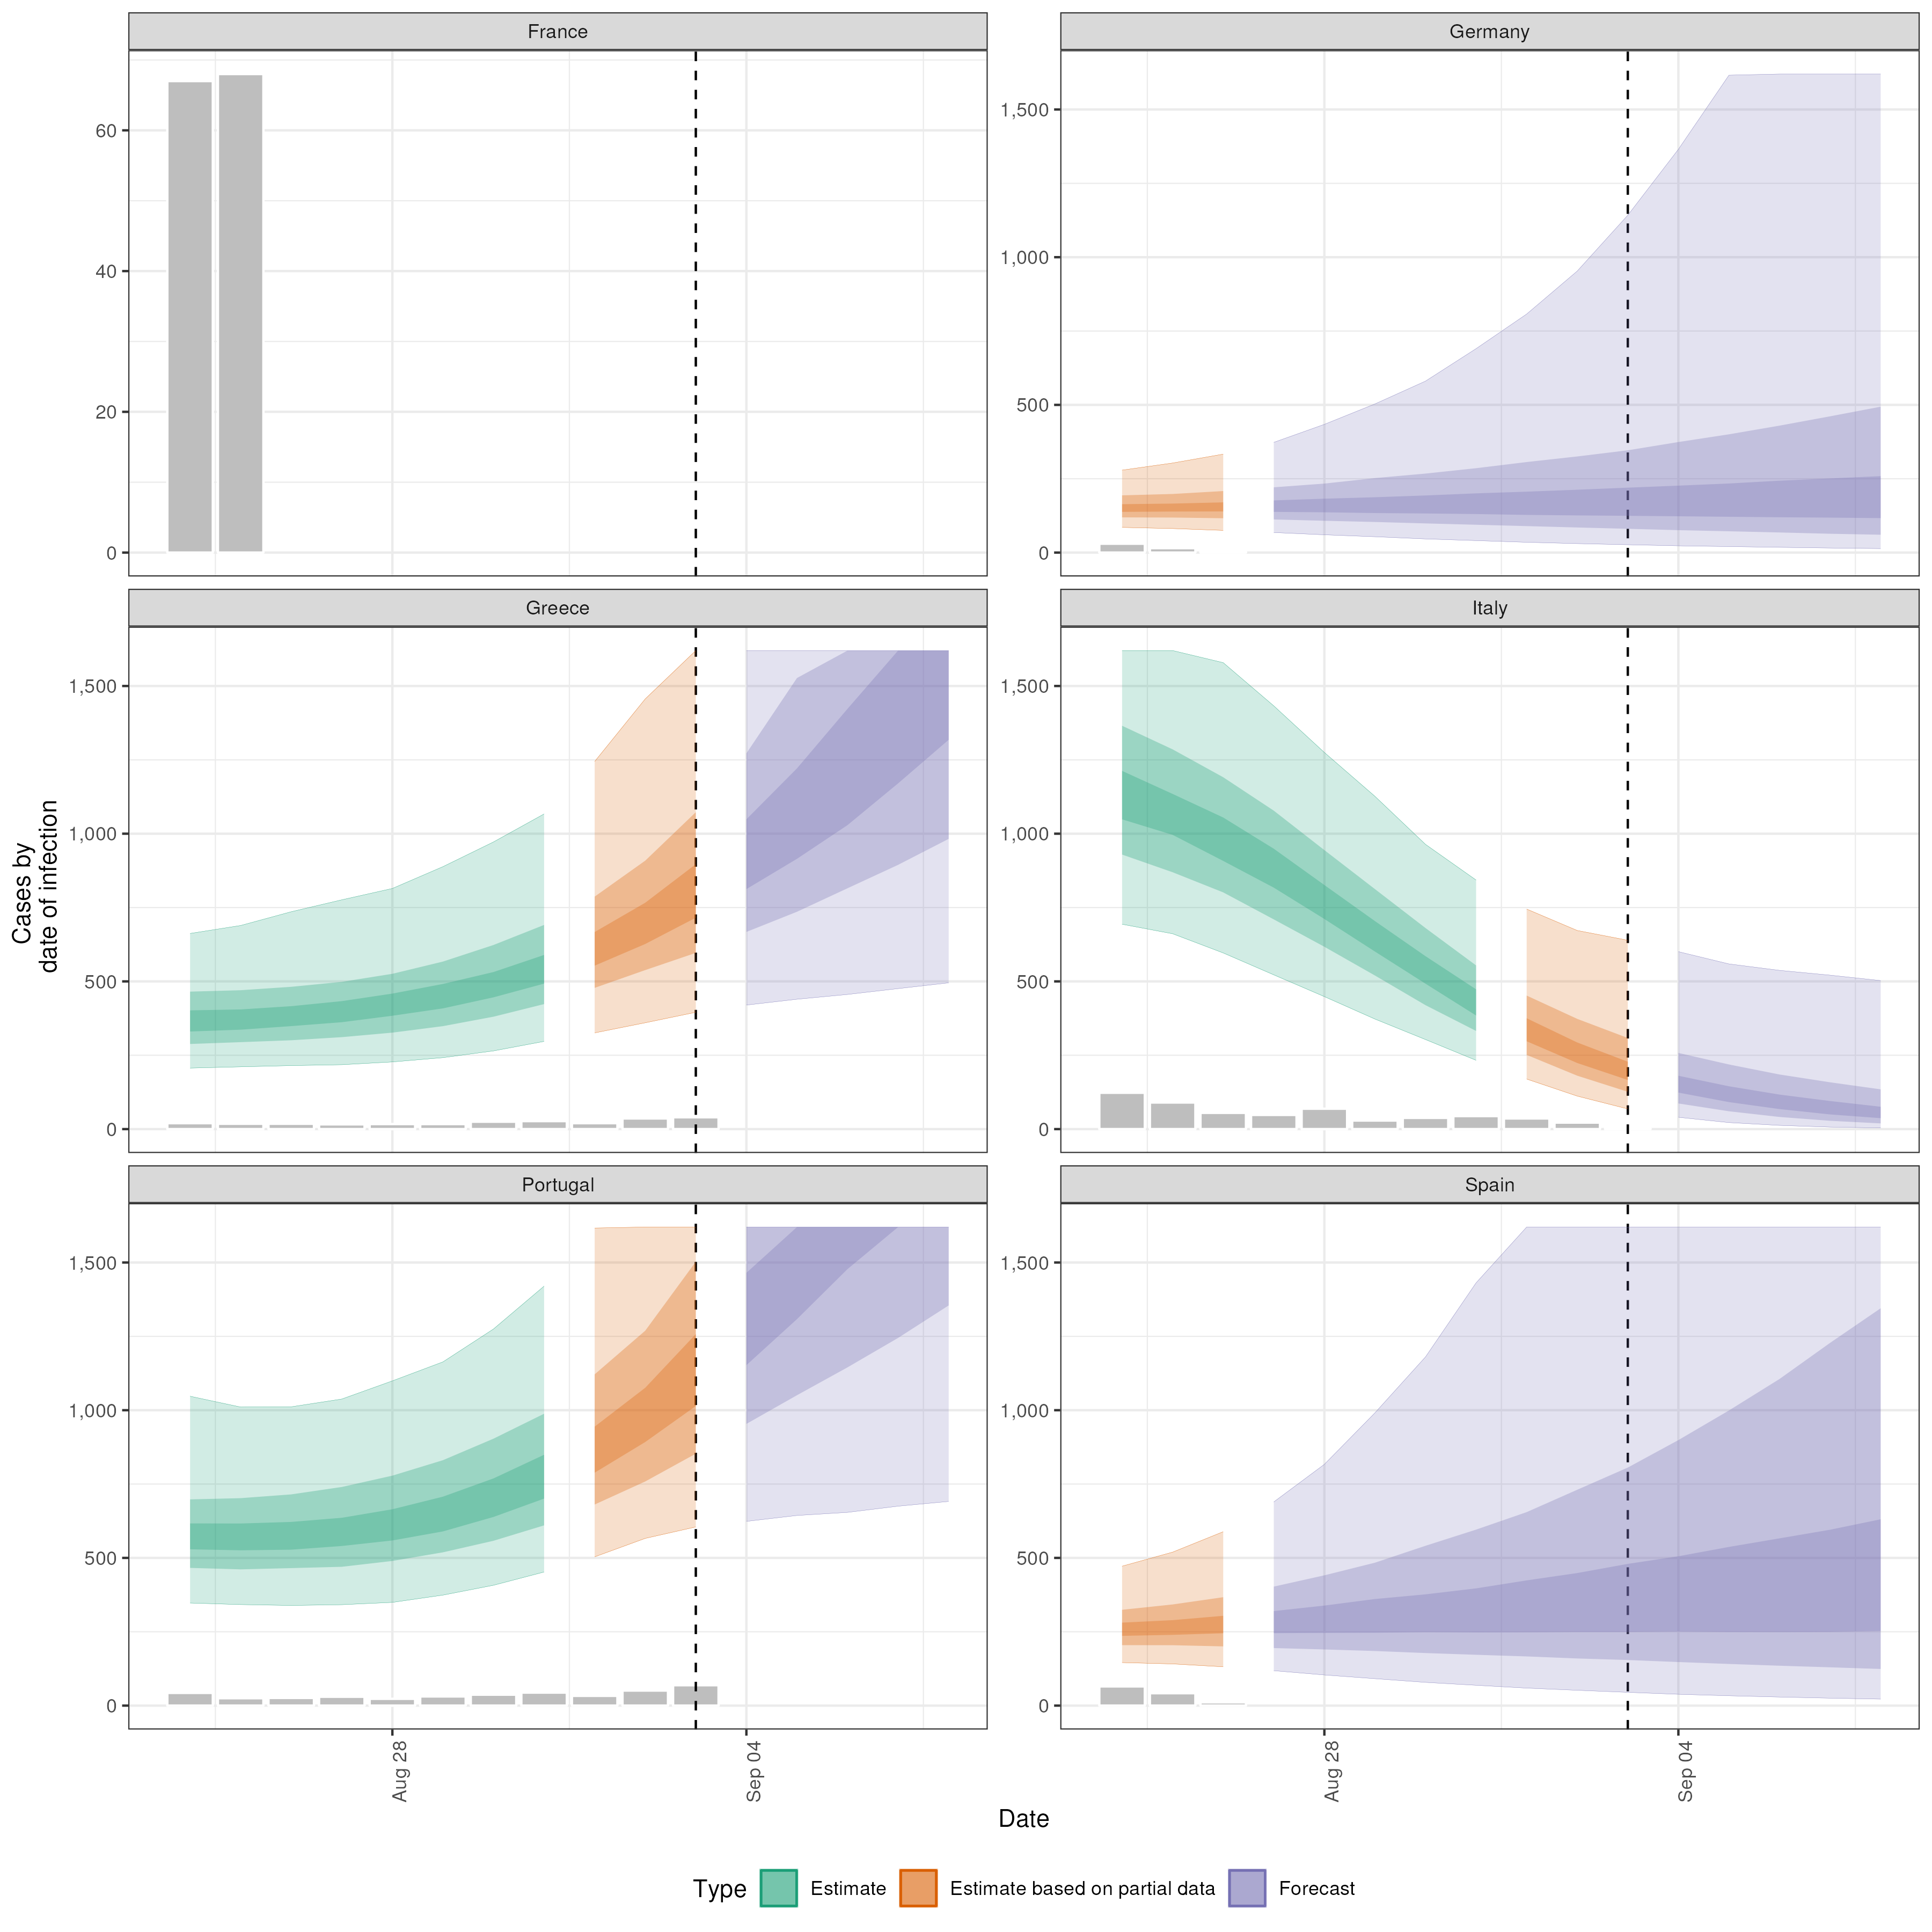 France
Germany
60
40
20
0
1,500
1,000
500
0
Greece
Italy
1,500
1,000
500
0
1,500
1,000
500
0
Cases by
date of infection
Portugal
Spain
1,500
1,000
500
0
1,500
1,000
500
0
Aug 28
Sep 04
Aug 28
Sep 04
Date
Type
Estimate
Estimate based on partial data
Forecast